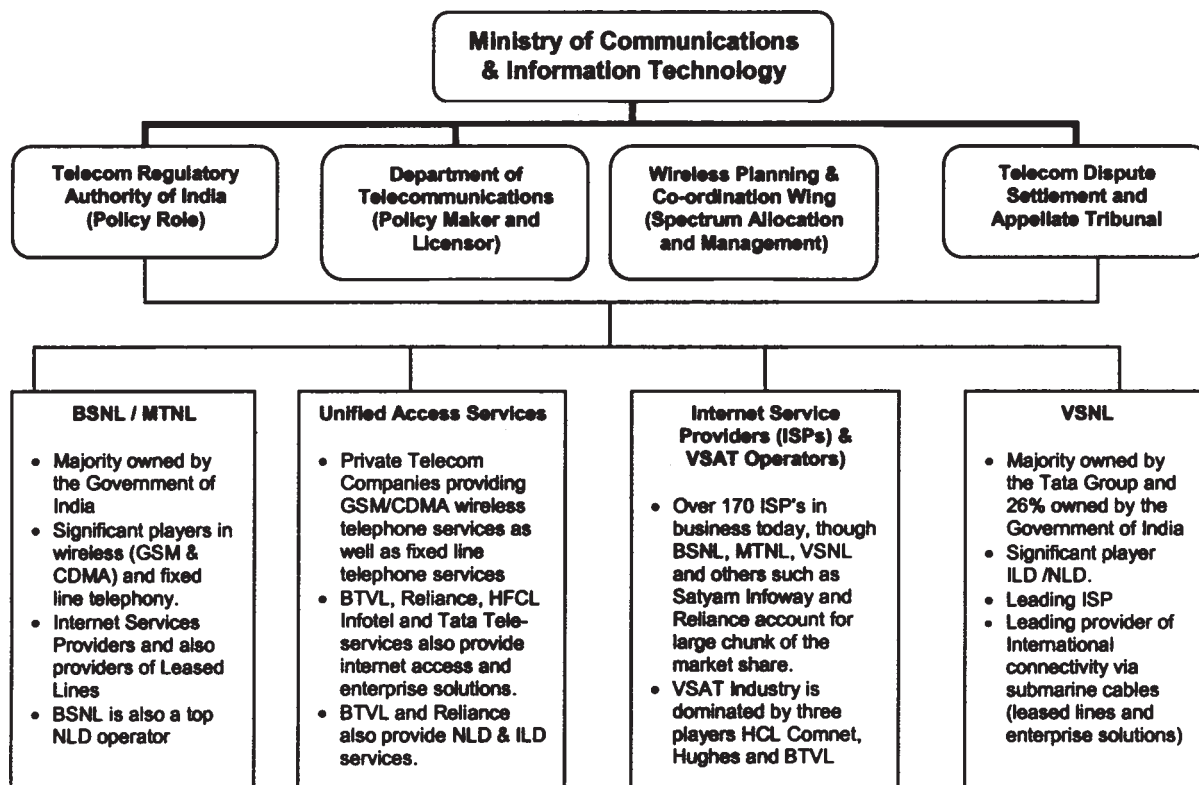 Ministry of Communications
& Information Technology
Telecom Regulatory
Authority of India
(Policy Role)
Department of
Telecommunications
(Policy Maker and
Licensor)
Wireless Planning &
Co-ordination Wing
(Spectrum Allocation
and Management)
Telecom Dispute
Settlement and
Appellate Tribunal
BSNL / MTNL
• Majority owned by
the Government of
India
• Significant players in
wireless (GSM &
CDMA) and fixed
line telephony.
• Internet Services
Providers and also
providers of Leased
Lines
• BSNL is also a top
NLD operator
Unified Access Services
• Private Telecom
Companies providing
GSM/CDMA wireless
telephone services as
well as fixed line
telephone services
• BTVL, Reliance, HFCL
Infotel and Tata Tele-
services also provide
internet access and
enterprise solutions.
• BTVL and Reliance
also provide NLD & ILD
services.
Internet Service
Providers (ISPs) &
VSAT Operators)
• Over 170 ISP's in
business today, though
BSNL, MTNL, VSNL
and others such as
Satyam Infoway and
Reliance account for
large chunk of the
market share.
• VSAT Industry is
dominated by three
players HCL Comnet,
Hughes and BTVL
VSNL
• Majority owned by
the Tata Group and
26% owned by the
Government of India
• Significant player
ILD /NLD.
• Leading ISP
• Leading provider of
International
connectivity via
submarine cables
(leased lines and
enterprise solutions)